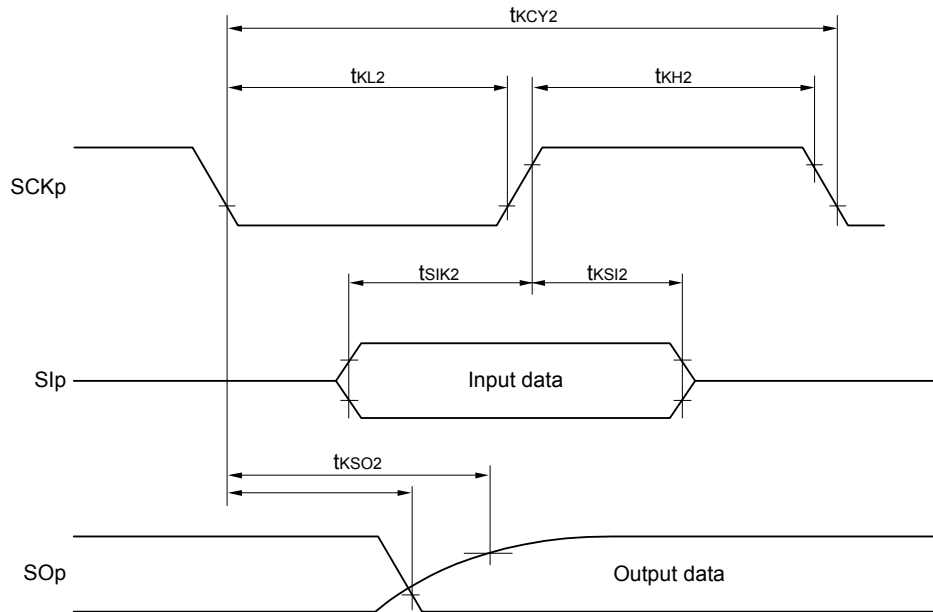 tKCY2
tKL2
tKH2
SCKp
tSIK2
tKSI2
SIp
Input data
tKSO2
SOp
Output data